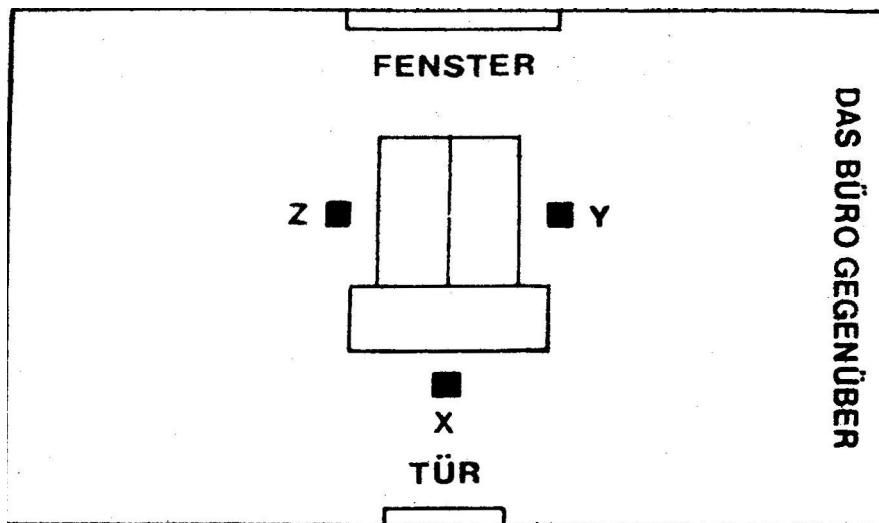 FENSTER
Z
Y
X
TÜR
DAS BÜRO GEGENÜBER